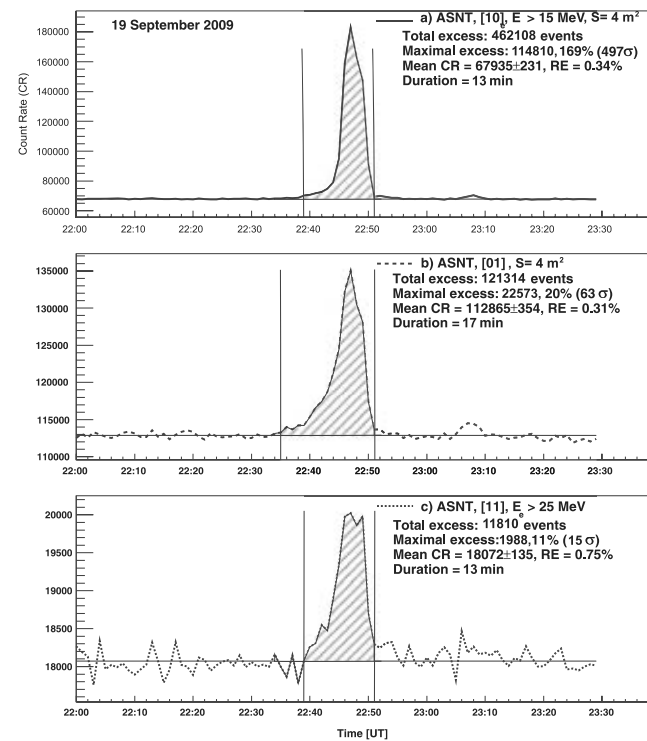 19 September 2009
a) ASNT, [10], E > 15 MeV, S= 4 m²
e
Total excess: 462108 events
Maximal excess: 114810, 169% (497σ)
Mean CR = 67935±231, RE = 0.34%
Duration = 13 min
Count Rate (CR)
180000
160000
140000
120000
100000
80000
60000
22:00 22:10 22:20 22:30 22:40 22:50 23:00 23:10 23:20 23:30
b) ASNT, [01] , S= 4 m²
Total excess: 121314 events
Maximal excess: 22573, 20% (63 σ)
Mean CR = 112865±354, RE = 0.31%
Duration = 17 min
135000
130000
125000
120000
115000
110000
22:00 22:10 22:20 22:30 22:40 22:50 23:00 23:10 23:20 23:30
c) ASNT, [11], E > 25 MeV
e
Total excess: 11810 events
Maximal excess:1988,11% (15 σ)
Mean CR = 18072±135, RE = 0.75%
Duration = 13 min
20000
19500
19000
18500
18000
22:00 22:10 22:20 22:30 22:40 22:50 23:00 23:10 23:20 23:30
Time [UT]